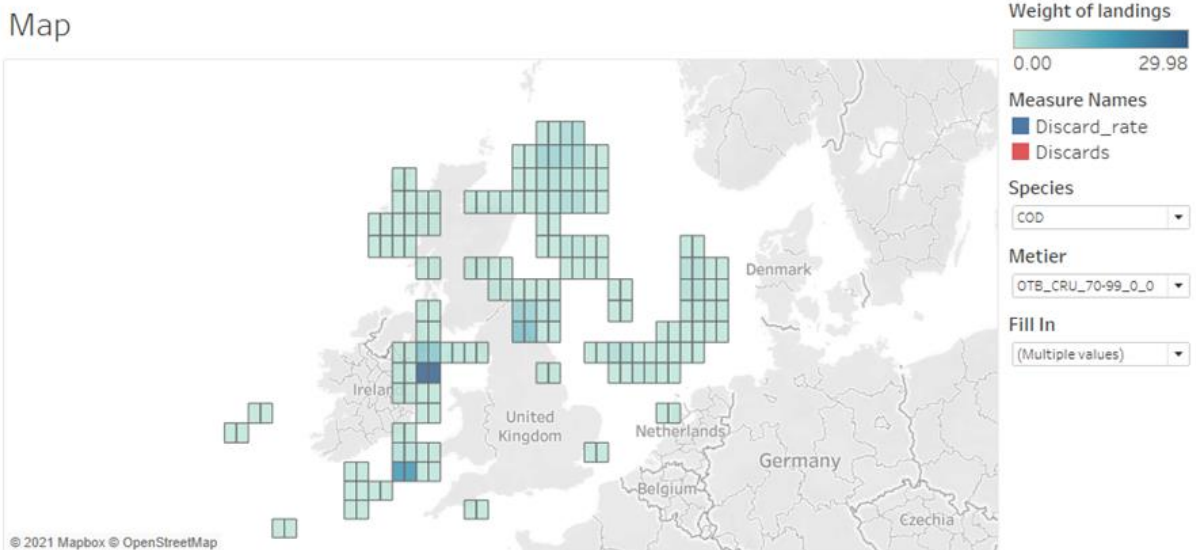 Map
Weight of landings
0.00 29.98
Measure Names
Discard_rate
Discards
Species
COD
Metier
OTB_CRU_70-99_0_0
Fill In
(Multiple values)
Denmark
Ireland
United
Kingdom
Netherlands
Germany
Belgium
Czechia
© 2021 Mapbox © OpenStreetMap